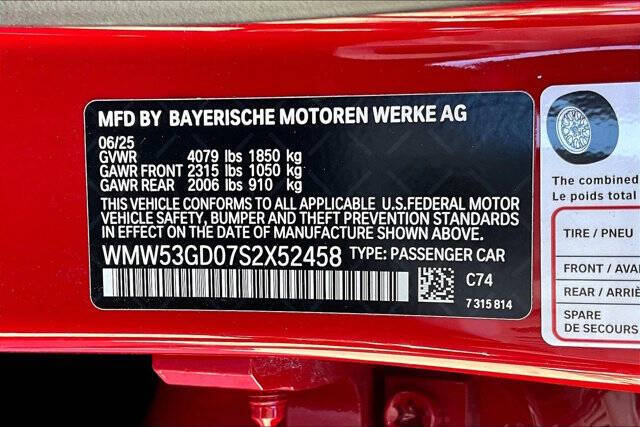 MFD BY BAYERISCHE MOTOREN WERKE AG
06/25
GVWR 4079 lbs 1850 kg
GAWR FRONT 2315 lbs 1050 kg
GAWR REAR 2006 lbs 910 kg
THIS VEHICLE CONFORMS TO ALL APPLICABLE U.S.FEDERAL MOTOR
VEHICLE SAFETY, BUMPER AND THEFT PREVENTION STANDARDS
IN EFFECT ON THE DATE OF MANUFACTURE SHOWN ABOVE.
WMW53GD07S2X52458 TYPE: PASSENGER CAR
C74
7 315 814
The combined
Le poids total
TIRE / PNEU
FRONT / AVA
REAR / ARRIÈ
SPARE
DE SECOURS